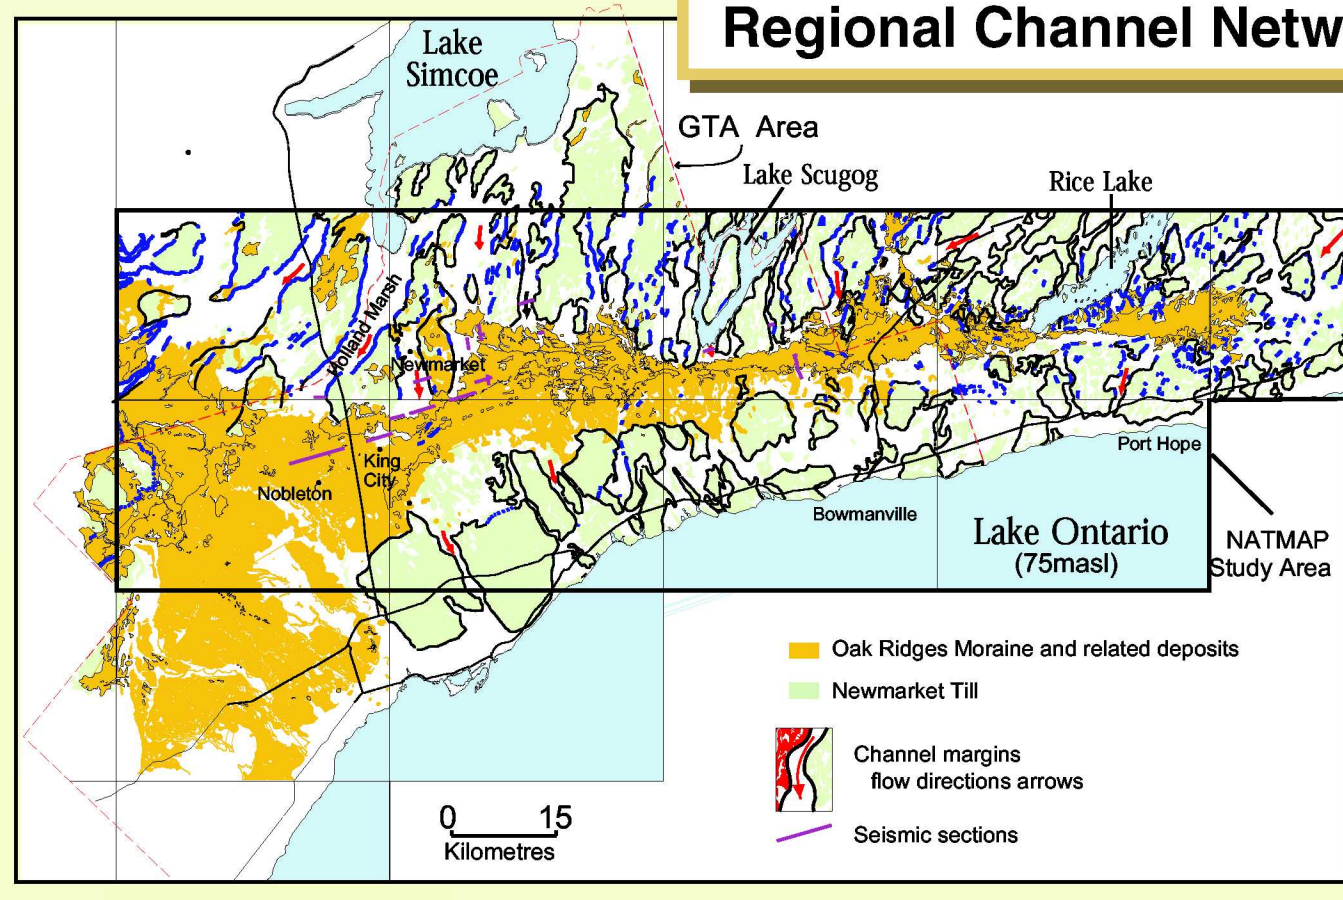 Regional Channel Netw
Lake
Simcoe
GTA Area
Lake Scugog
Rice Lake
Holland Marsh
Newmarket
King
City
Nobleton
Port Hope
Bowmanville
Lake Ontario
(75masl)
NATMAP
Study Area
Oak Ridges Moraine and related deposits
Newmarket Till
Channel margins
flow directions arrows
Seismic sections
0 15
Kilometres